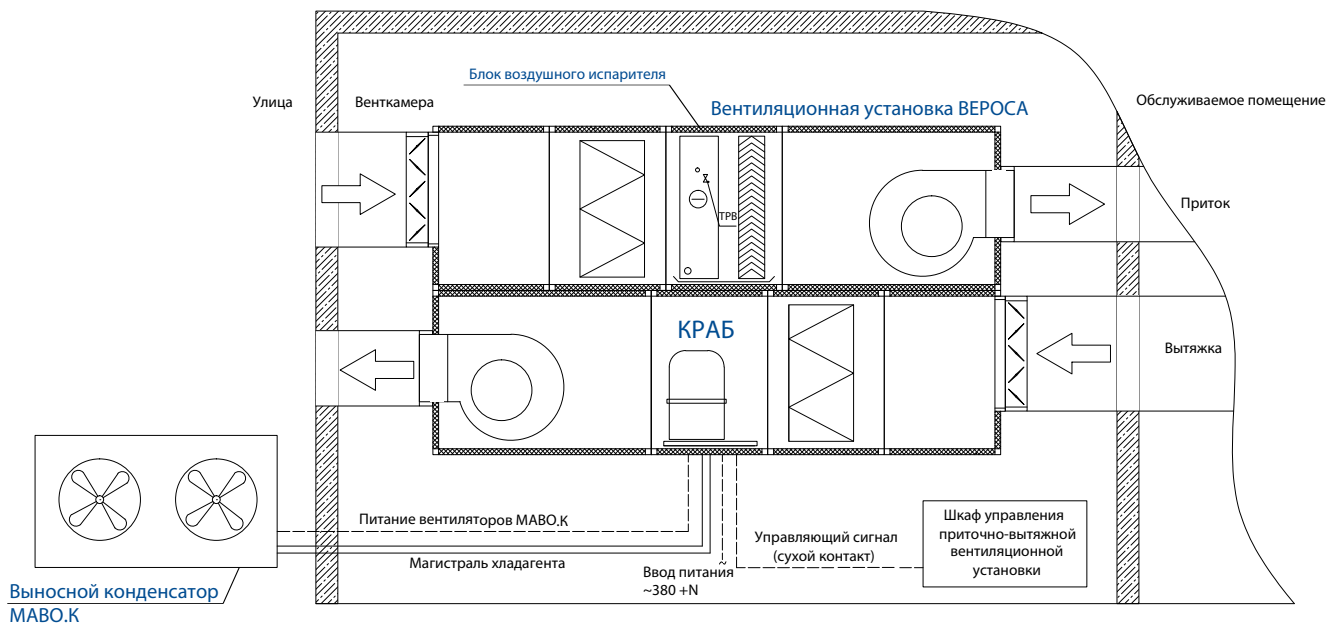 Блок воздушного испарителя
Улица
Венткамера
Вентиляционная установка ВЕРОСА
Обслуживаемое помещение
ТРВ
Приток
КРАБ
Вытяжка
Питание вентиляторов МАВО.К
Магистраль хладагента
Управляющий сигнал
(сухой контакт)
Шкаф управления
приточно-вытяжной
вентиляционной
установки
Ввод питания
~380 +N
Выносной конденсатор
МАВО.К